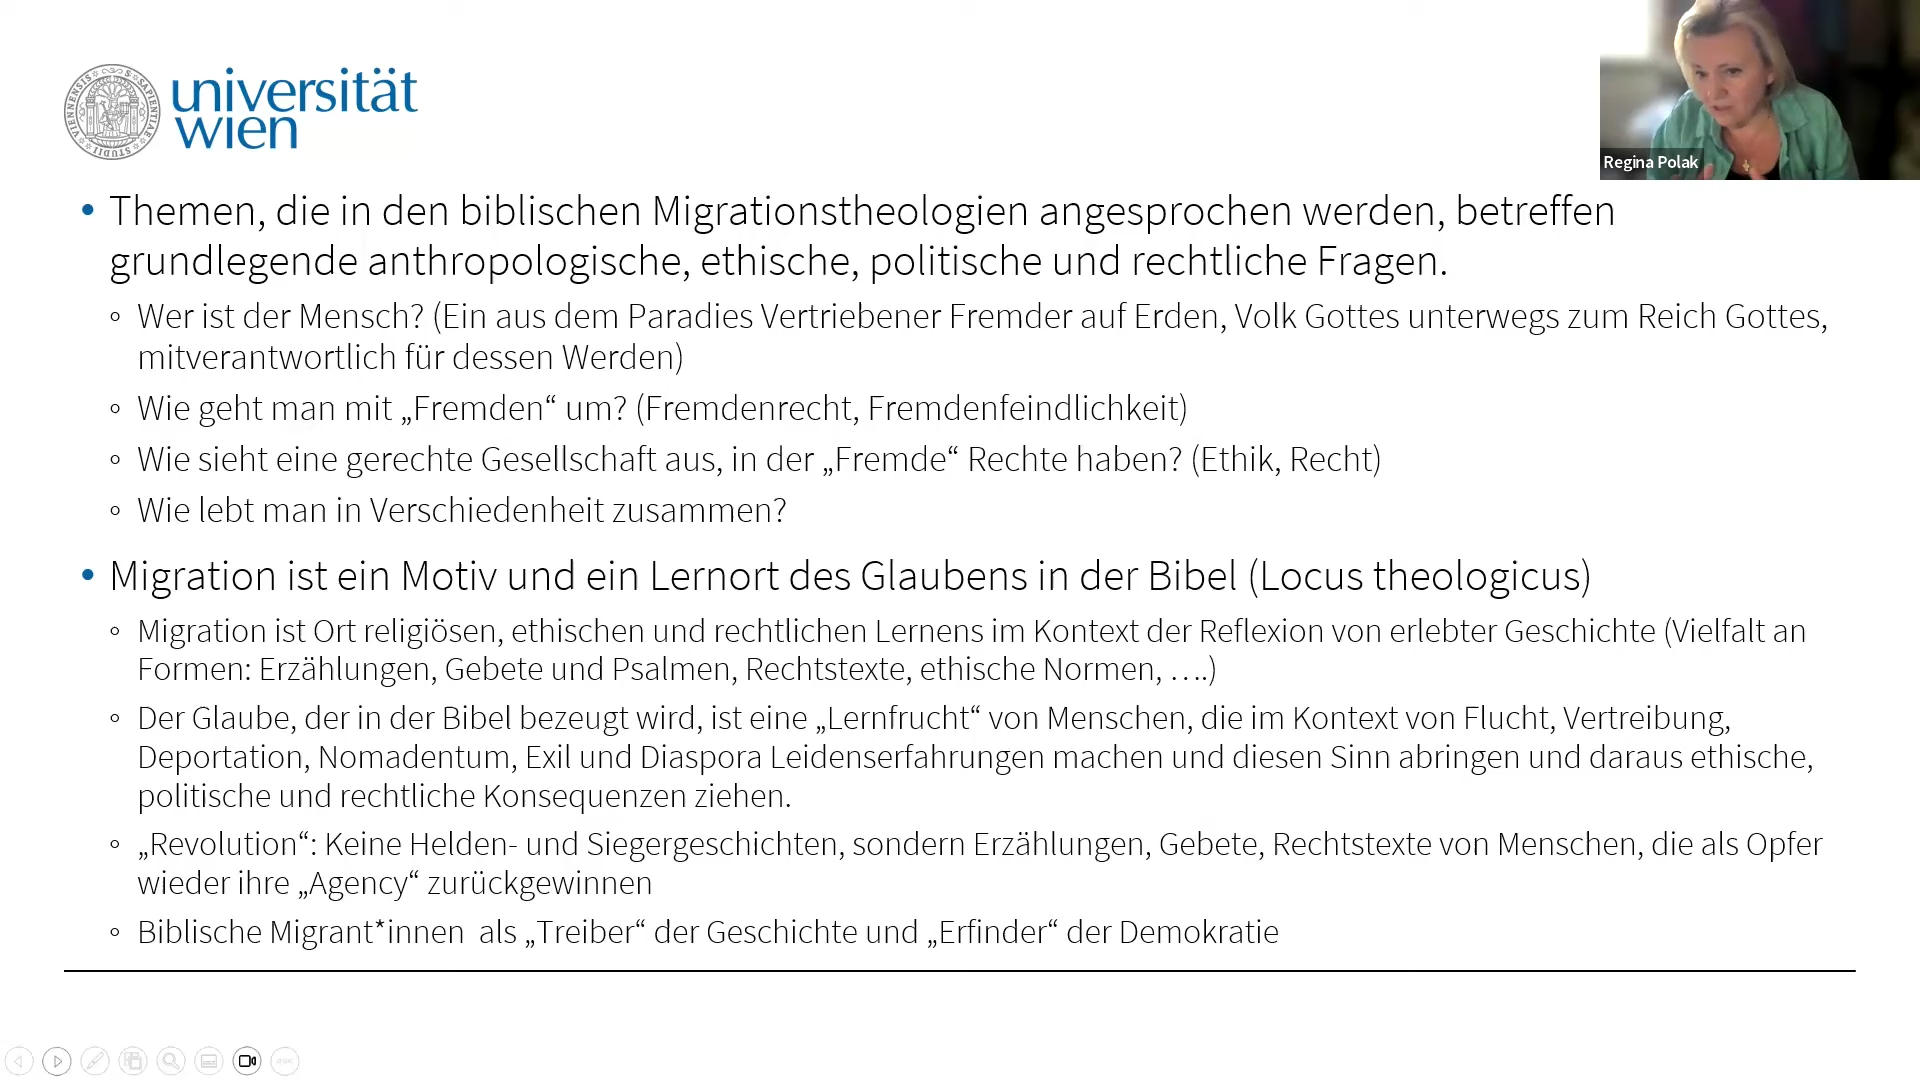 universität
wien
Regina Polak
• Themen, die in den biblischen Migrationstheologien angesprochen werden, betreffen
grundlegende anthropologische, ethische, politische und rechtliche Fragen.
◦ Wer ist der Mensch? (Ein aus dem Paradies Vertriebener Fremder auf Erden, Volk Gottes unterwegs zum Reich Gottes,
mitverantwortlich für dessen Werden)
◦ Wie geht man mit „Fremden“ um? (Fremdenrecht, Fremdenfeindlichkeit)
◦ Wie sieht eine gerechte Gesellschaft aus, in der „Fremde“ Rechte haben? (Ethik, Recht)
◦ Wie lebt man in Verschiedenheit zusammen?
• Migration ist ein Motiv und ein Lernort des Glaubens in der Bibel (Locus theologicus)
◦ Migration ist Ort religiösen, ethischen und rechtlichen Lernens im Kontext der Reflexion von erlebter Geschichte (Vielfalt an
Formen: Erzählungen, Gebete und Psalmen, Rechtstexte, ethische Normen, ….)
◦ Der Glaube, der in der Bibel bezeugt wird, ist eine „Lernfrucht“ von Menschen, die im Kontext von Flucht, Vertreibung,
Deportation, Nomadentum, Exil und Diaspora Leidenserfahrungen machen und diesen Sinn abringen und daraus ethische,
politische und rechtliche Konsequenzen ziehen.
◦ „Revolution“: Keine Helden- und Siegergeschichten, sondern Erzählungen, Gebete, Rechtstexte von Menschen, die als Opfer
wieder ihre „Agency“ zurückgewinnen
◦ Biblische Migrant*innen als „Treiber“ der Geschichte und „Erfinder“ der Demokratie